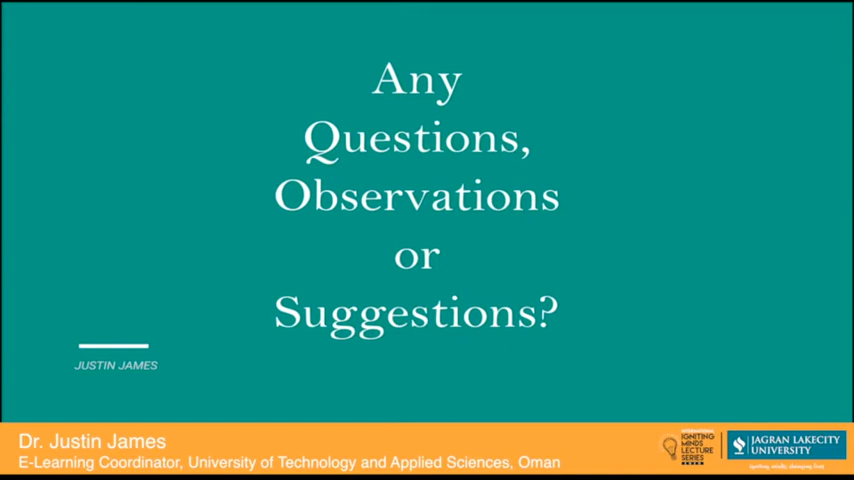 Any
Questions,
Observations
or
Suggestions?
JUSTIN JAMES
Dr. Justin James
E-Learning Coordinator, University of Technology and Applied Sciences, Oman
INTERNATIONAL
IGNITING
MINDS
LECTURE
SERIES
JAGRAN LAKECITY
UNIVERSITY